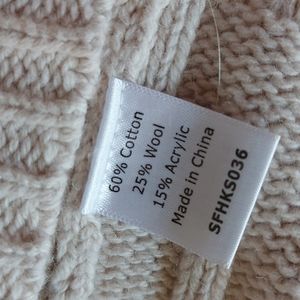 60% Cotton
25% Wool
15% Acrylic
Made in China
SFHKS036